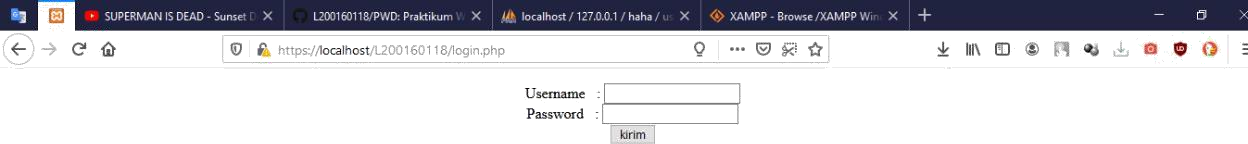 SUPERMAN IS DEAD - Sunset D
L200160118/PWD: Praktikum W
localhost / 127.0.0.1 / haha / us
XAMPP - Browse /XAMPP Win
https://localhost/L200160118/login.php
Username :
Password :
kirim